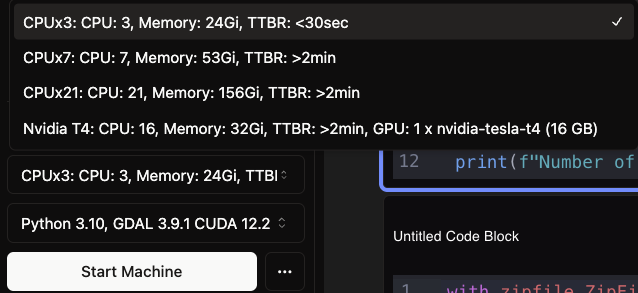 CPUx3: CPU: 3, Memory: 24Gi, TTBR: <30sec
CPUx7: CPU: 7, Memory: 53Gi, TTBR: >2min
CPUx21: CPU: 21, Memory: 156Gi, TTBR: >2min
Nvidia T4: CPU: 16, Memory: 32Gi, TTBR: >2min, GPU: 1 x nvidia-tesla-t4 (16 GB)
CPUx3: CPU: 3, Memory: 24Gi, TTBI
12 print(f"Number of
Python 3.10, GDAL 3.9.1 CUDA 12.2
Untitled Code Block
Start Machine
1 with zipfile.ZipFi